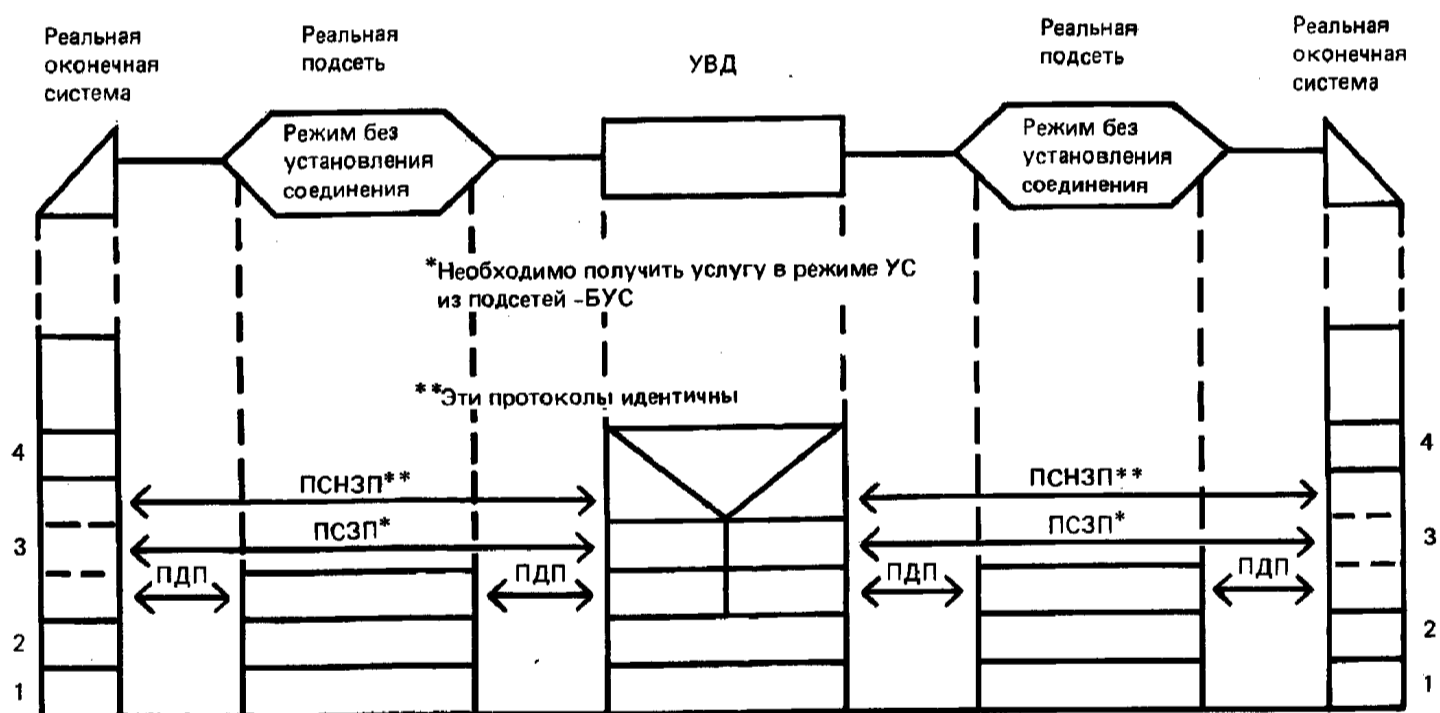 Реальная
оконечная
система
Реальная
подсеть
УВД
Реальная
подсеть
Реальная
оконечная
система
Режим без
установления
соединения
Режим без
установления
соединения
*Необходимо получить услугу в режиме УС
из подсетей -БУС
**Эти протоколы идентичны
4
4
ПСНЗП**
ПСНЗП**
ПСЗП*
ПСЗП*
3
3
ПДП
ПДП
ПДП
ПДП
2
2
1
1